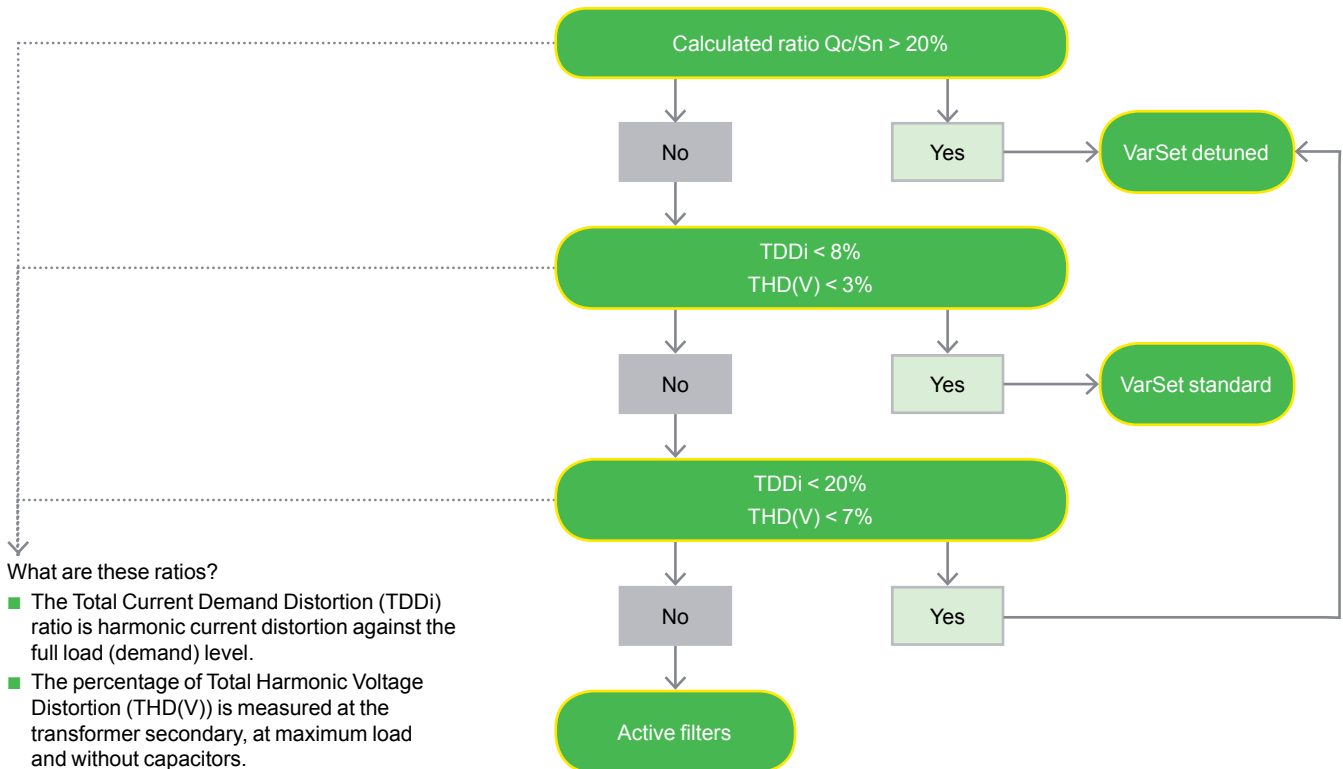 Calculated ratio Qc/Sn > 20%
No
Yes
VarSet detuned
TDDi < 8%
THD(V) < 3%
No
Yes
VarSet standard
TDDi < 20%
THD(V) < 7%
No
Yes
Active filters
What are these ratios?
■ The Total Current Demand Distortion (TDDi)
ratio is harmonic current distortion against the
full load (demand) level.
■ The percentage of Total Harmonic Voltage
Distortion (THD(V)) is measured at the
transformer secondary, at maximum load
and without capacitors.